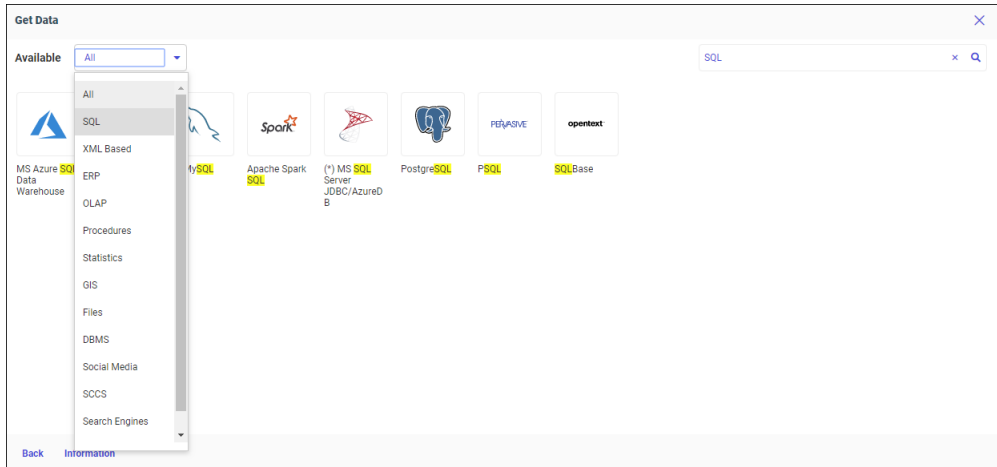 Get Data
Available
All
SQL
All
SQL
XML Based
ERP
OLAP
Procedures
Statistics
GIS
Files
DBMS
Social Media
SCCS
Search Engines
MS Azure SQL
Data
Warehouse
MySQL
Spark
Apache Spark
SQL
(*) MS SQL
Server
JDBC/AzureD
B
PostgreSQL
PERVASIVE
PSQL
opentext
SQLBase
Back
Information